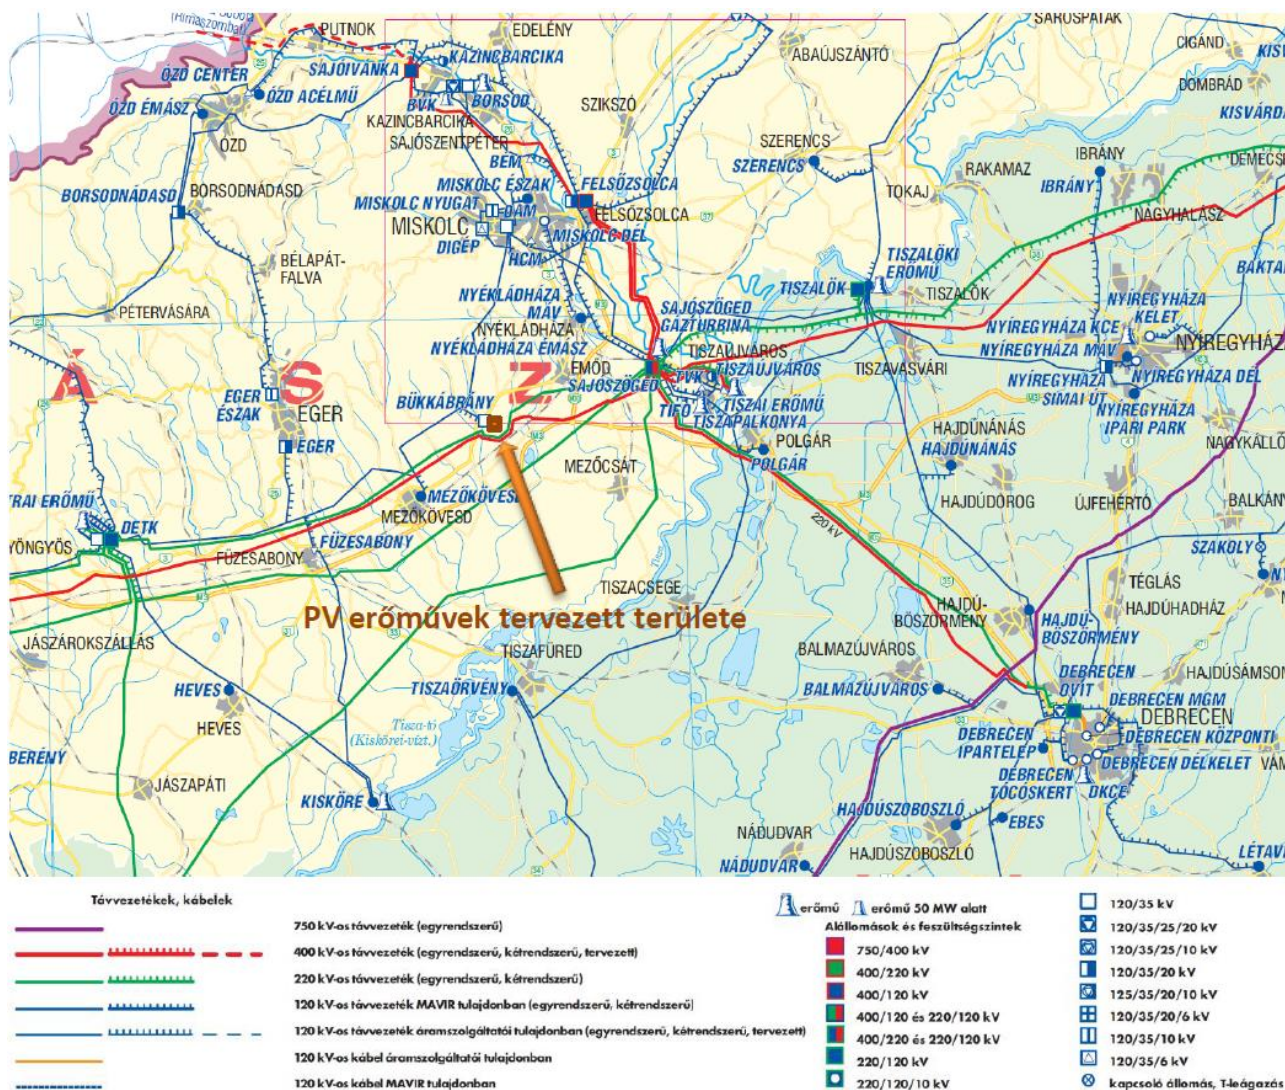 (Rimaszombat)
PUTNOK
EDELÉNY
SÁROSPATAK
SAJÓIVÁNKA
KAZINCBARCIKA
ABAÚJSZÁNTÓ
CIGÁND
ÓZD CENTER
ÓZD ACÉLMŰ
BORSOD
DOMBRÁD
ÓZD ÉMÁSZ
BVK
KAZINCBARCIKA
SZIKSZÓ
KISVÁRD
ÓZD
SAJÓSZENTPÉTER
SZERENCS
IBRÁNY
DEMECS
BÉM
SZERENCS
RAKAMAZ
IBRÁNY
BORSODNÁDASD
BORSODNÁDASD
MISKOLC ÉSZAK
FELSŐZSOLCA
TOKAJ
NAGYHALÁSZ
MISKOLC NYUGAT
DAM
FELSŐZSOLCA
MISKOLC
MISKOLC DÉL
DIGÉP
HCM
TISZALÖKI
ERŐMŰ
BAKTA
BÉLAPÁT-
FALVA
NYÉKLÁDHÁZA
MÁV
SAJÓSZÖGED
GÁZTURBINA
TISZALÖK
TISZALÖK
NYÍREGYHÁZA
KELET
PÉTERVÁSÁRA
NYÉKLÁDHÁZA
NYÉKLÁDHÁZA ÉMÁSZ
NYÍREGYHÁZA KCE
NYÍREGYHÁZ
Á S Z
TISZAÚJVÁROS
TISZAÚJVÁROS
TVK
TISZAVASVÁRI
NYÍREGYHÁZA MÁV
NYÍREGYHÁZA DÉL
EMŐD
SAJÓSZÖGED
TIFO
TISZAI ERŐMŰ
TISZAPALKONYA
NYÍREGYHÁZA
SIMAI ÚT
NYÍREGYHÁZA
IPARI PARK
EGER
ÉSZAK
EGER
BÜKKÁBRÁNY
POLGÁR
POLGÁR
HAJDÚNÁNÁS
HAJDÚNÁNÁS
NAGYKÁLLÓ
EGER
MEZŐCSÁT
HAJDÚDOROG
ÚJFEHÉRTÓ
BALKÁNY
TRAI ERŐMŰ
MEZŐKÖVESD
MEZŐKÖVESD
DETK
220 kV
YÖNGYÖS
FÜZESABONY
FÜZESABONY
SZAKOLY
TISZACSEGE
TÉGLÁS
PV erőművek tervezett területe
HAJDÚ-
BÖSZÖRMÉNY
HAJDÚHADHÁZ
HAJDÚ-
BÖSZÖRMÉNY
JÁSZÁROKSZÁLLÁS
TISZAFÜRED
BALMAZÚJVÁROS
DEBRECEN
OVIT
HAJDÚSÁMSON
HEVES
TISZAÖRVÉNY
BALMAZÚJVÁROS
DEBRECEN MGM
HEVES
Tisza-tó
(Kiskörei-vízt.)
DEBRECEN
DEBRECEN KÖZPONTI
BERÉNY
DEBRECEN
IPARTELEP
DEBRECEN DÉLKELET
VÁM
JÁSZAPÁTI
KISKÖRE
DEBRECEN
TÓCÓSKERT
DKCE
HAJDÚSZOBOSZLÓ
EBES
NÁDUDVAR
NÁDUDVAR
HAJDÚSZOBOSZLÓ
LÉTAV
Távvezetékek, kábelek
750 kV-os távvezeték (egyrendszerű)
400 kV-os távvezeték (egyrendszerű, kétrendszerű, tervezett)
220 kV-os távvezeték (egyrendszerű, kétrendszerű)
120 kV-os távvezeték MAVIR tulajdonban (egyrendszerű, kétrendszerű)
120 kV-os távvezeték áramszolgáltatói tulajdonban (egyrendszerű, kétrendszerű, tervezett)
120 kV-os kábel áramszolgáltatói tulajdonban
120 kV-os kábel MAVIR tulajdonban
erőmű
erőmű 50 MW alatt
Alállomások és feszültségszintek
750/400 kV
400/220 kV
400/120 kV
400/120 és 220/120 kV
400/220 és 220/120 kV
220/120 kV
220/120/10 kV
120/35 kV
120/35/25/20 kV
120/35/25/10 kV
120/35/20 kV
125/35/20/10 kV
120/35/20/6 kV
120/35/10 kV
120/35/6 kV
kapcsoló állomás, T-leágazás